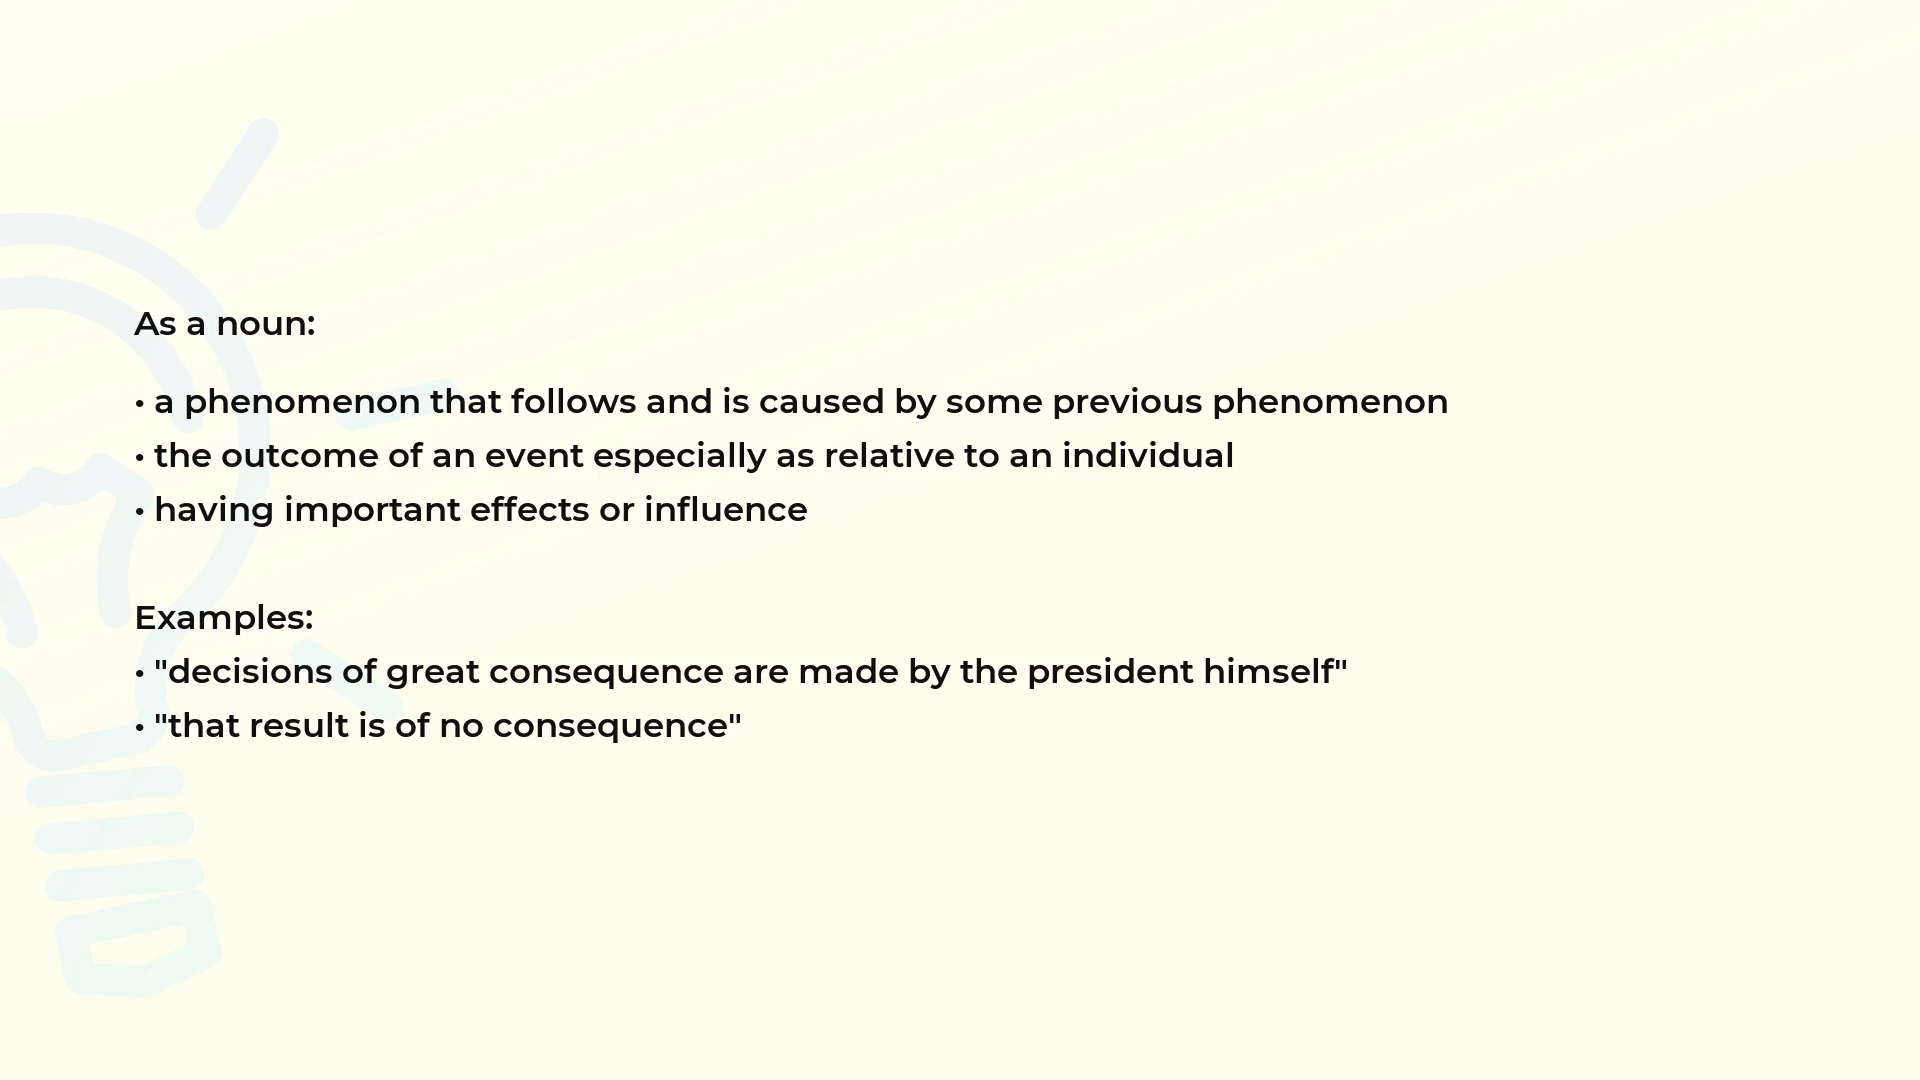 As a noun:
• a phenomenon that follows and is caused by some previous phenomenon
• the outcome of an event especially as relative to an individual
• having important effects or influence
Examples:
• "decisions of great consequence are made by the president himself"
• "that result is of no consequence"